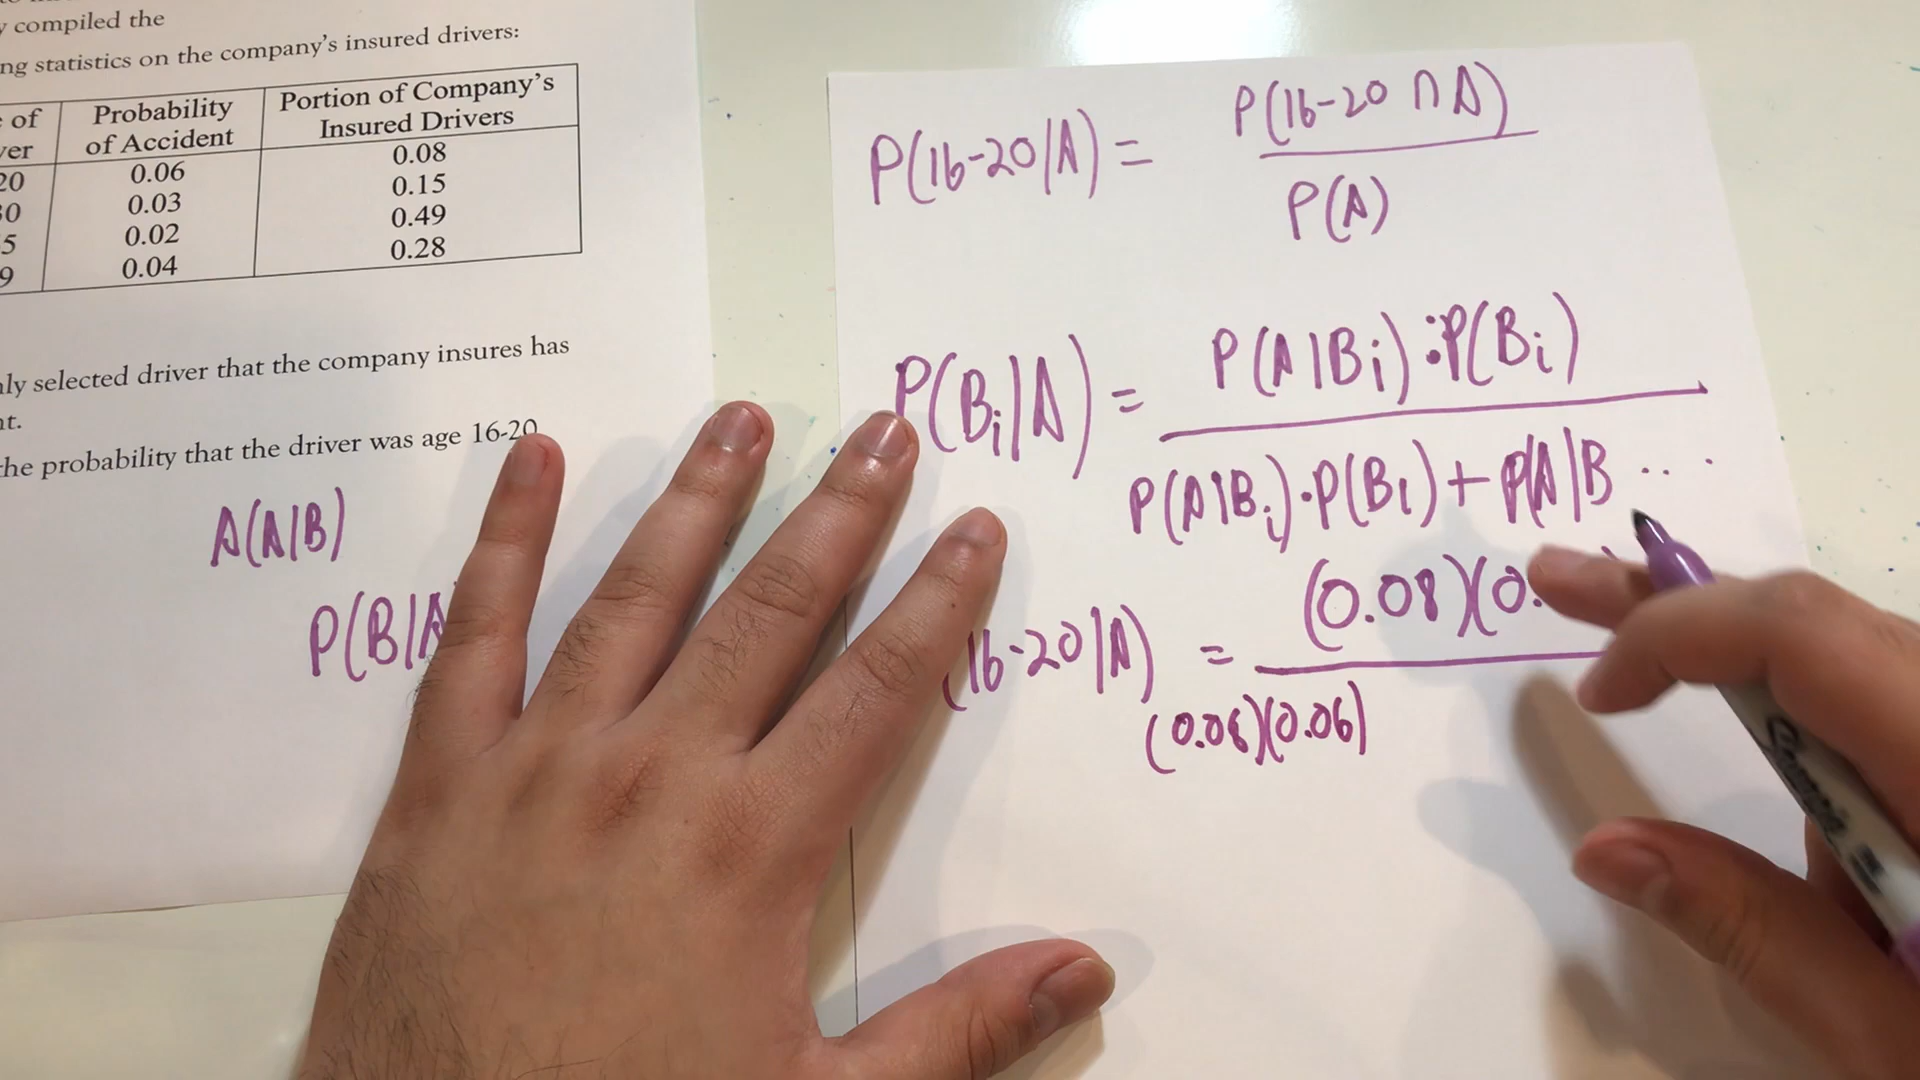 compiled the
ng statistics on the company's insured drivers:
of Probability of Accident Portion of Company's Insured Drivers
ver
20 0.06 0.08
30 0.03 0.15
5 0.02 0.49
9 0.04 0.28
ly selected driver that the company insures has
nt.
he probability that the driver was age 16-20
A(A|B)
P(B|A
P(16-20|A) = P(16-20 ∩ A)
P(A)
P(Bi|A) = P(A|Bi) · P(Bi)
P(A|Bi)·P(Bi) + P(A|B ...
(16-20|A) = (0.08)(0.
(0.08)(0.06)